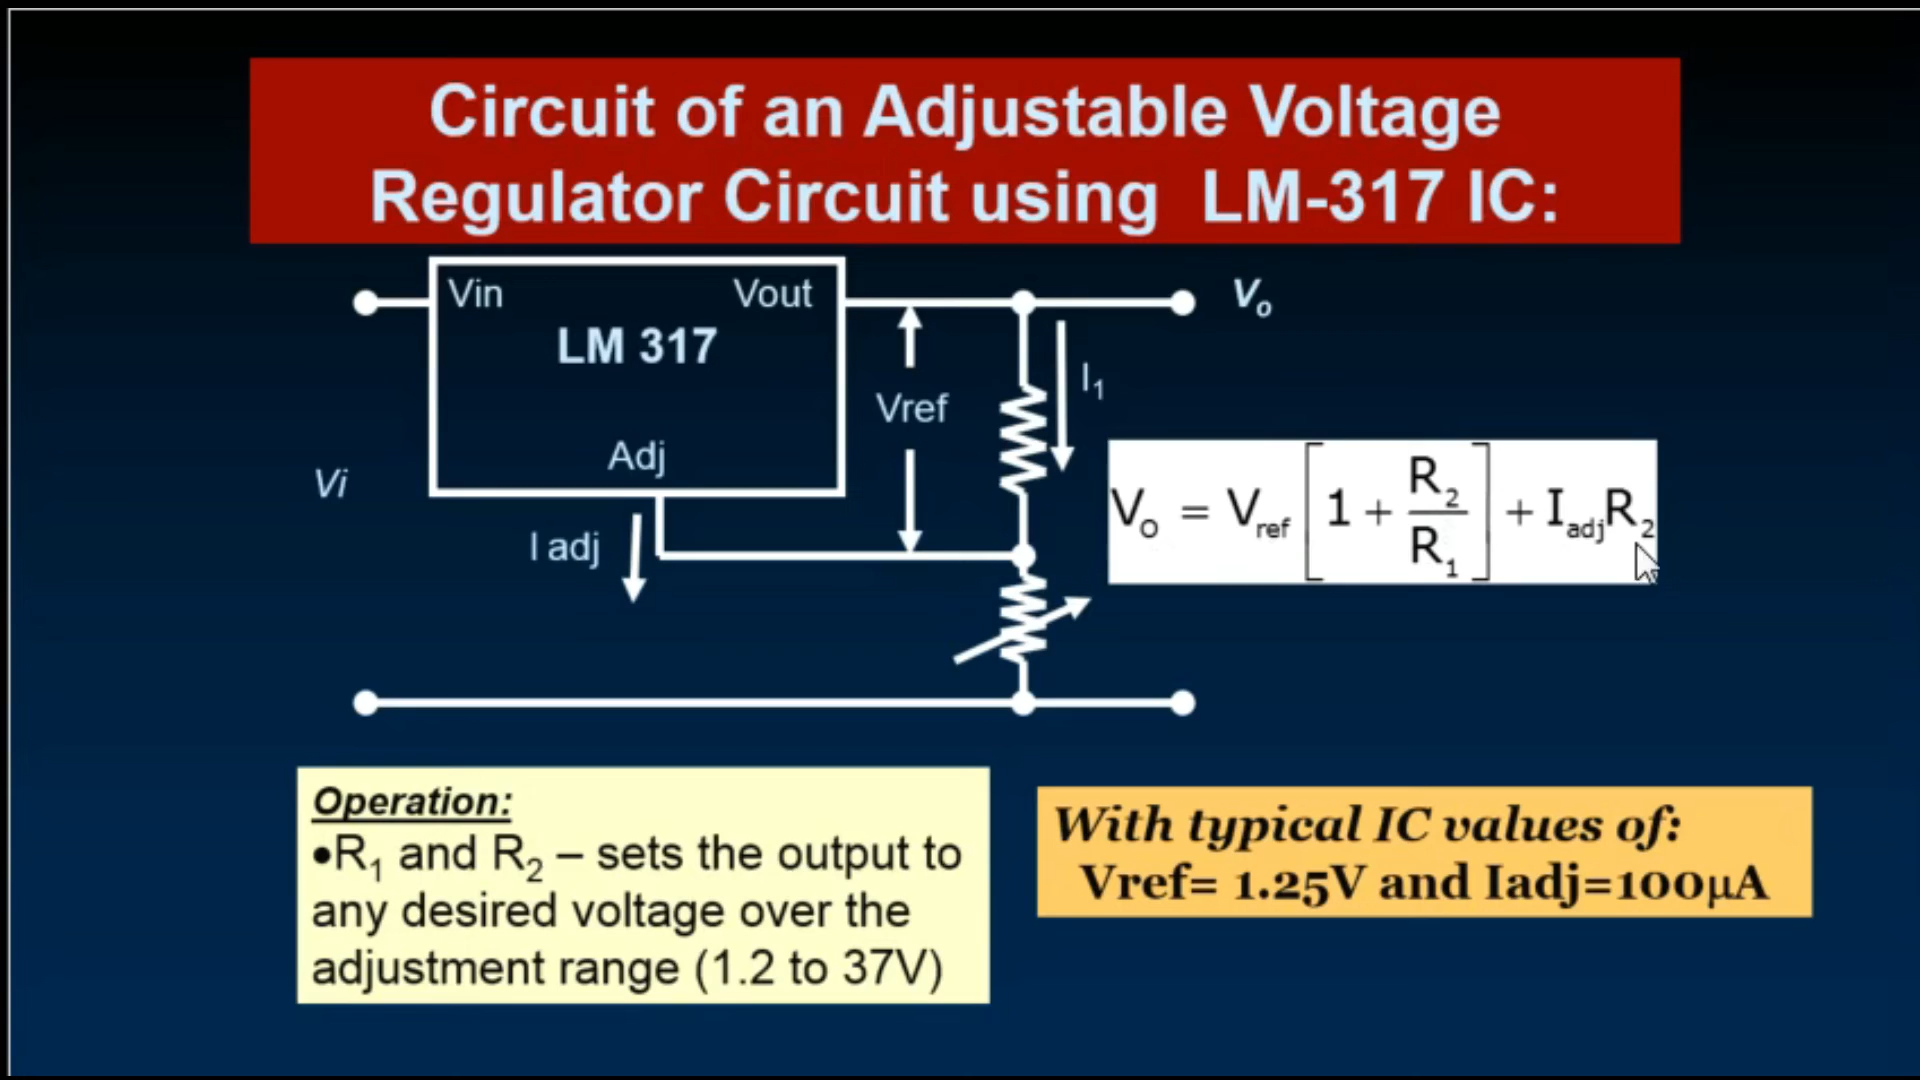 Circuit of an Adjustable Voltage
Regulator Circuit using LM-317 IC:
Vin
Vout
Vo
LM 317
I1
Vref
Adj
Vi
I adj
Vo = Vref [1 + R2/R1] + IadjR2
Operation:
•R1 and R2 – sets the output to
any desired voltage over the
adjustment range (1.2 to 37V)
With typical IC values of:
Vref= 1.25V and Iadj=100µA